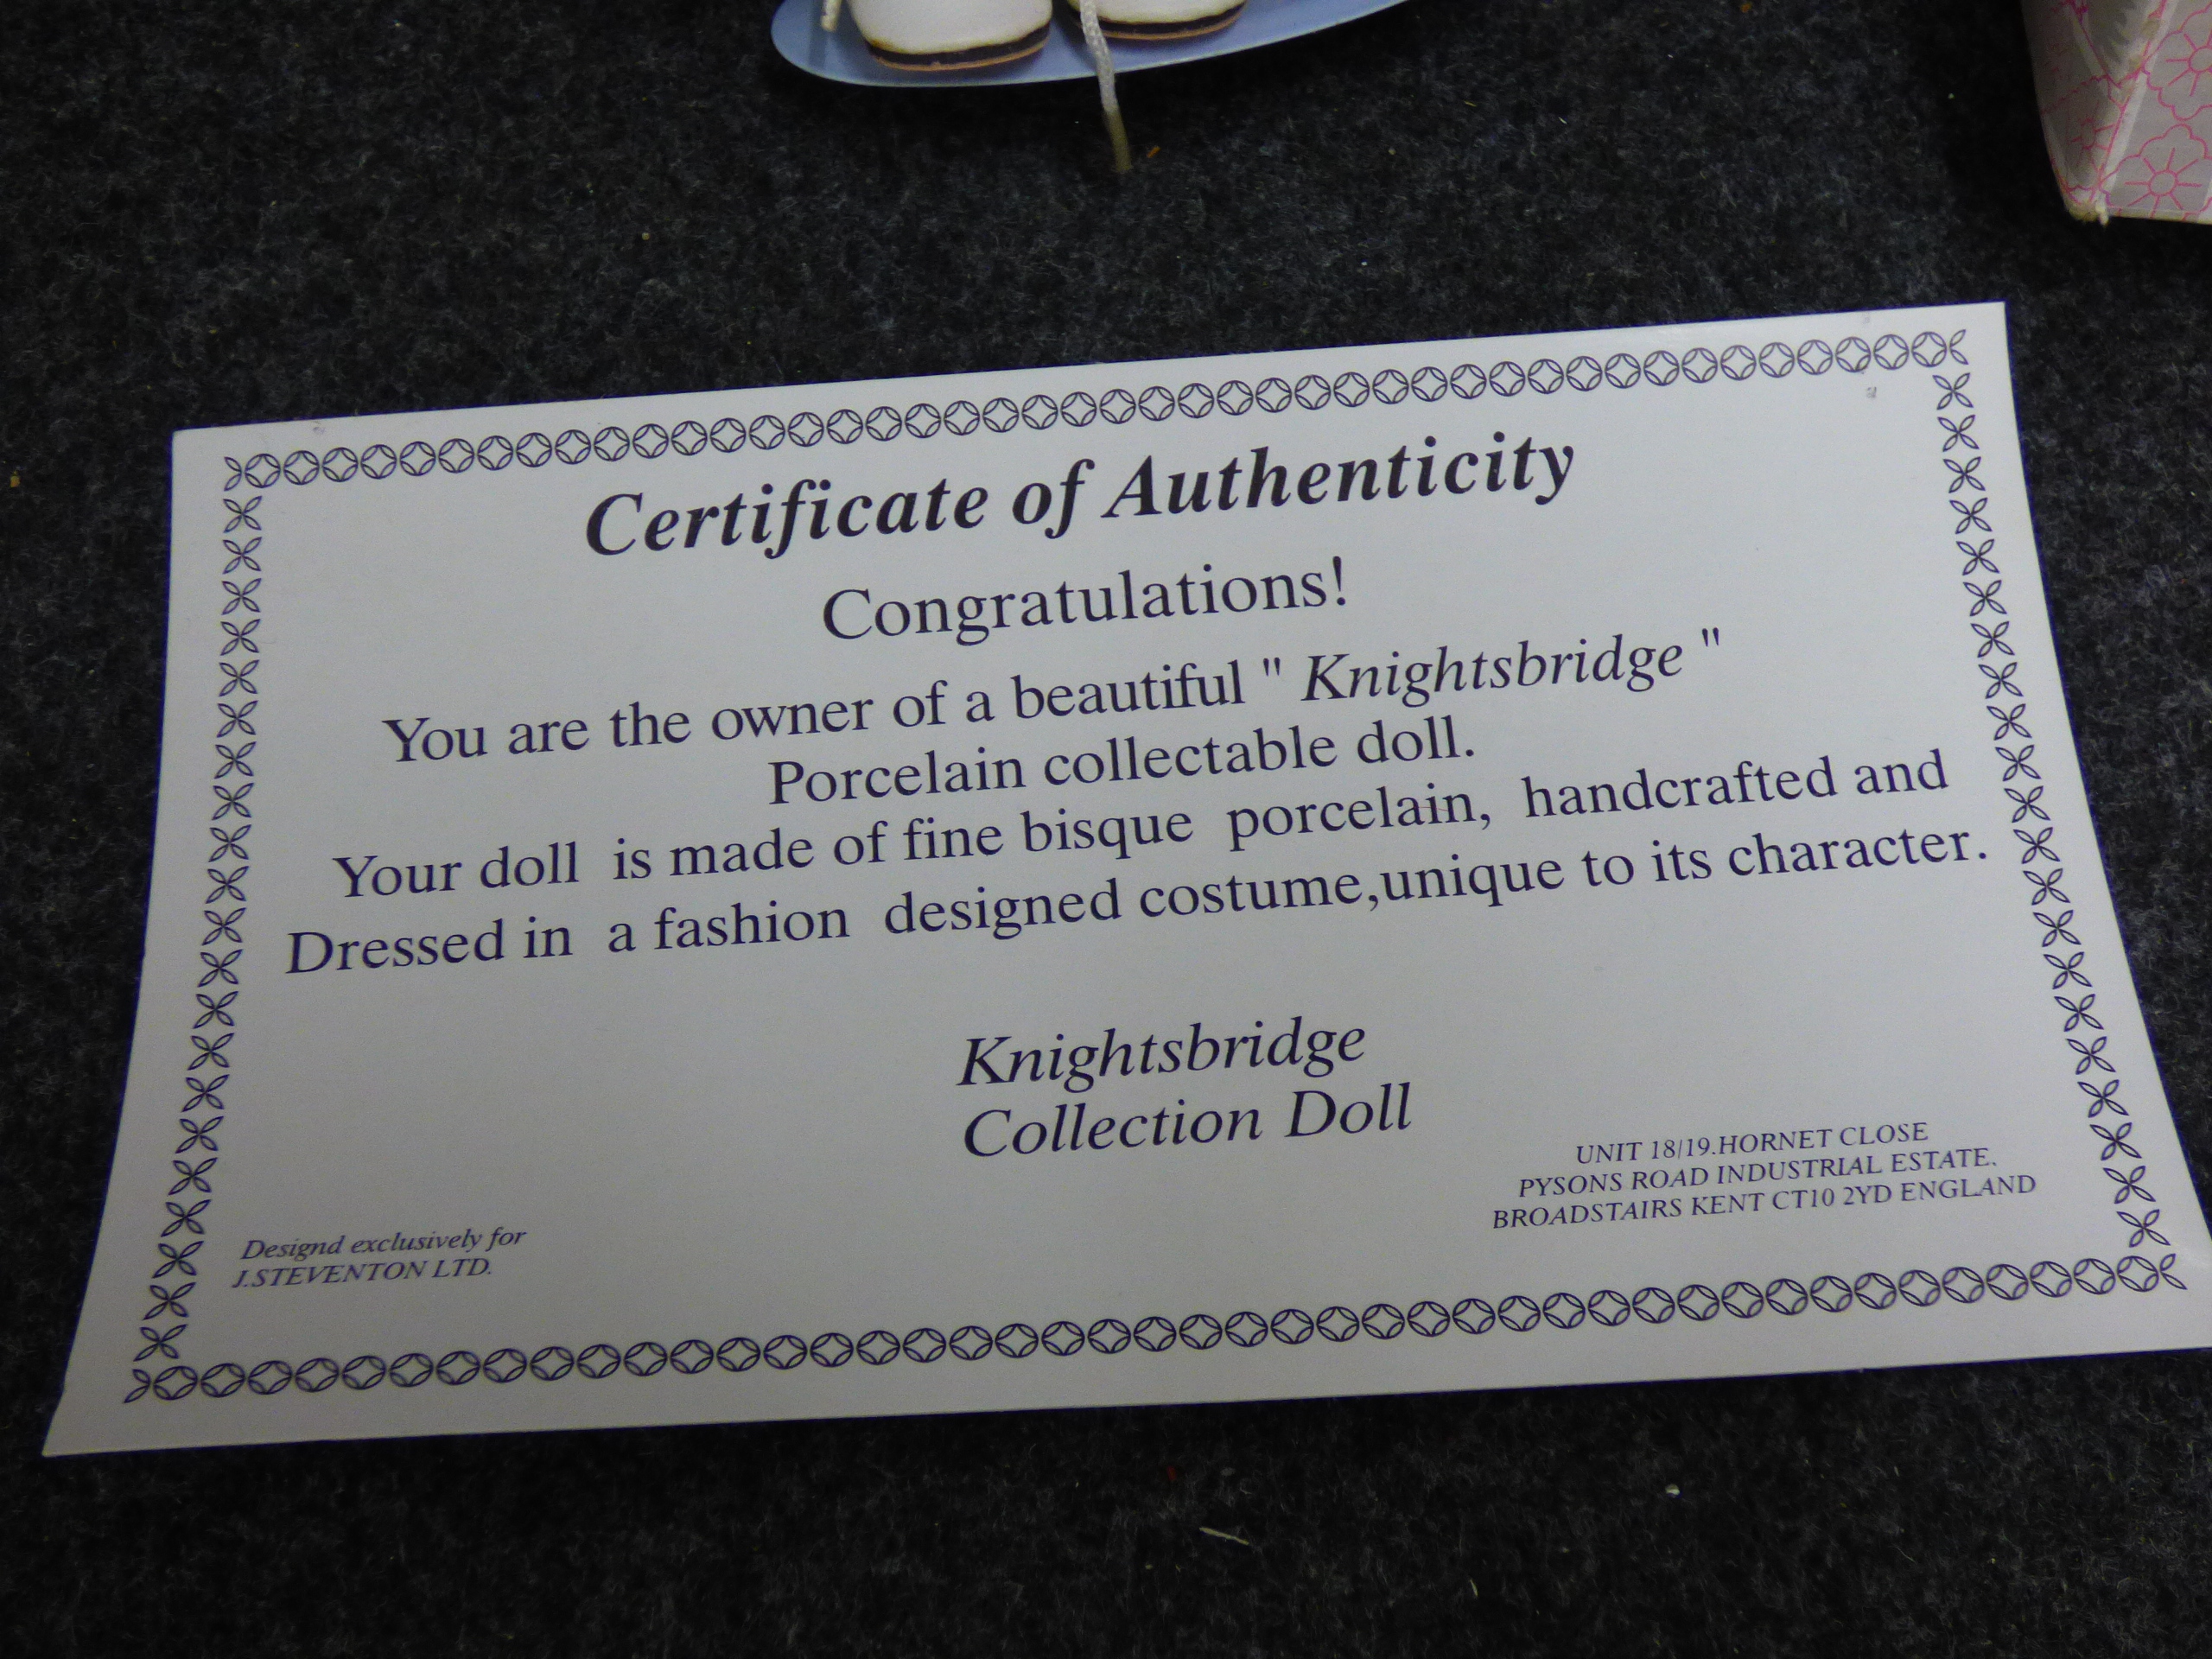 Certificate of Authenticity
Congratulations!
You are the owner of a beautiful " Knightsbridge "
Porcelain collectable doll.
Your doll is made of fine bisque porcelain, handcrafted and
Dressed in a fashion designed costume,unique to its character.
Knightsbridge
Collection Doll
UNIT 18/19.HORNET CLOSE
PYSONS ROAD INDUSTRIAL ESTATE.
BROADSTAIRS KENT CT10 2YD ENGLAND
Designd exclusively for
J.STEVENTON LTD.